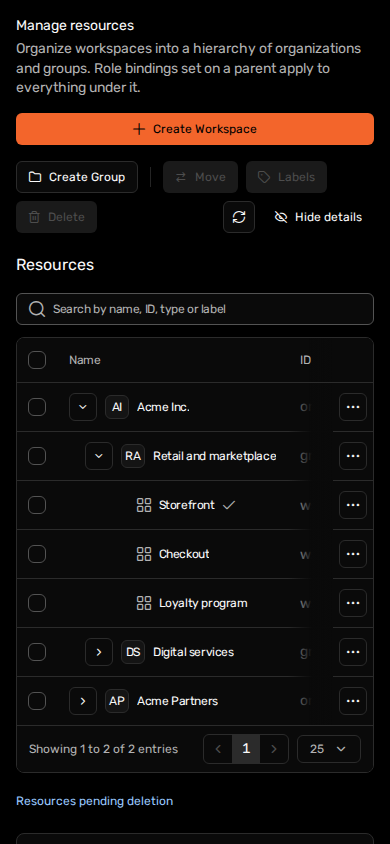 Manage resources
Organize workspaces into a hierarchy of organizations
and groups. Role bindings set on a parent apply to
everything under it.
Create Workspace
Create Group
Move
Labels
Delete
Hide details
Resources
Search by name, ID, type or label
Name ID
AI Acme Inc.
RA Retail and marketplace
Storefront
Checkout
Loyalty program
DS Digital services
AP Acme Partners
Showing 1 to 2 of 2 entries 1 25
Resources pending deletion